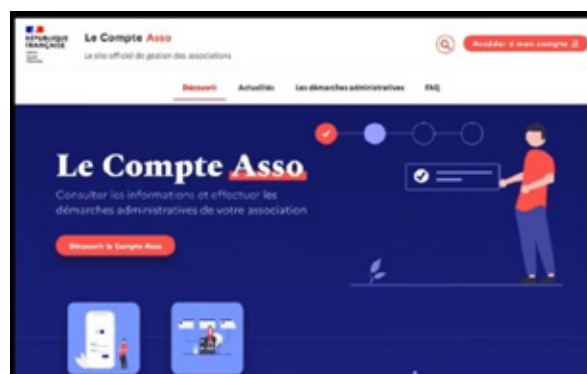 RÉPUBLIQUE
FRANÇAISE
Le Compte Asso
Le site officiel de gestion des associations
Accéder à mon compte
Découvrir Actualités Les démarches administratives FAQ
Le Compte Asso
Consulter les informations et effectuer les
démarches administratives de votre association
Découvrir le Compte Asso